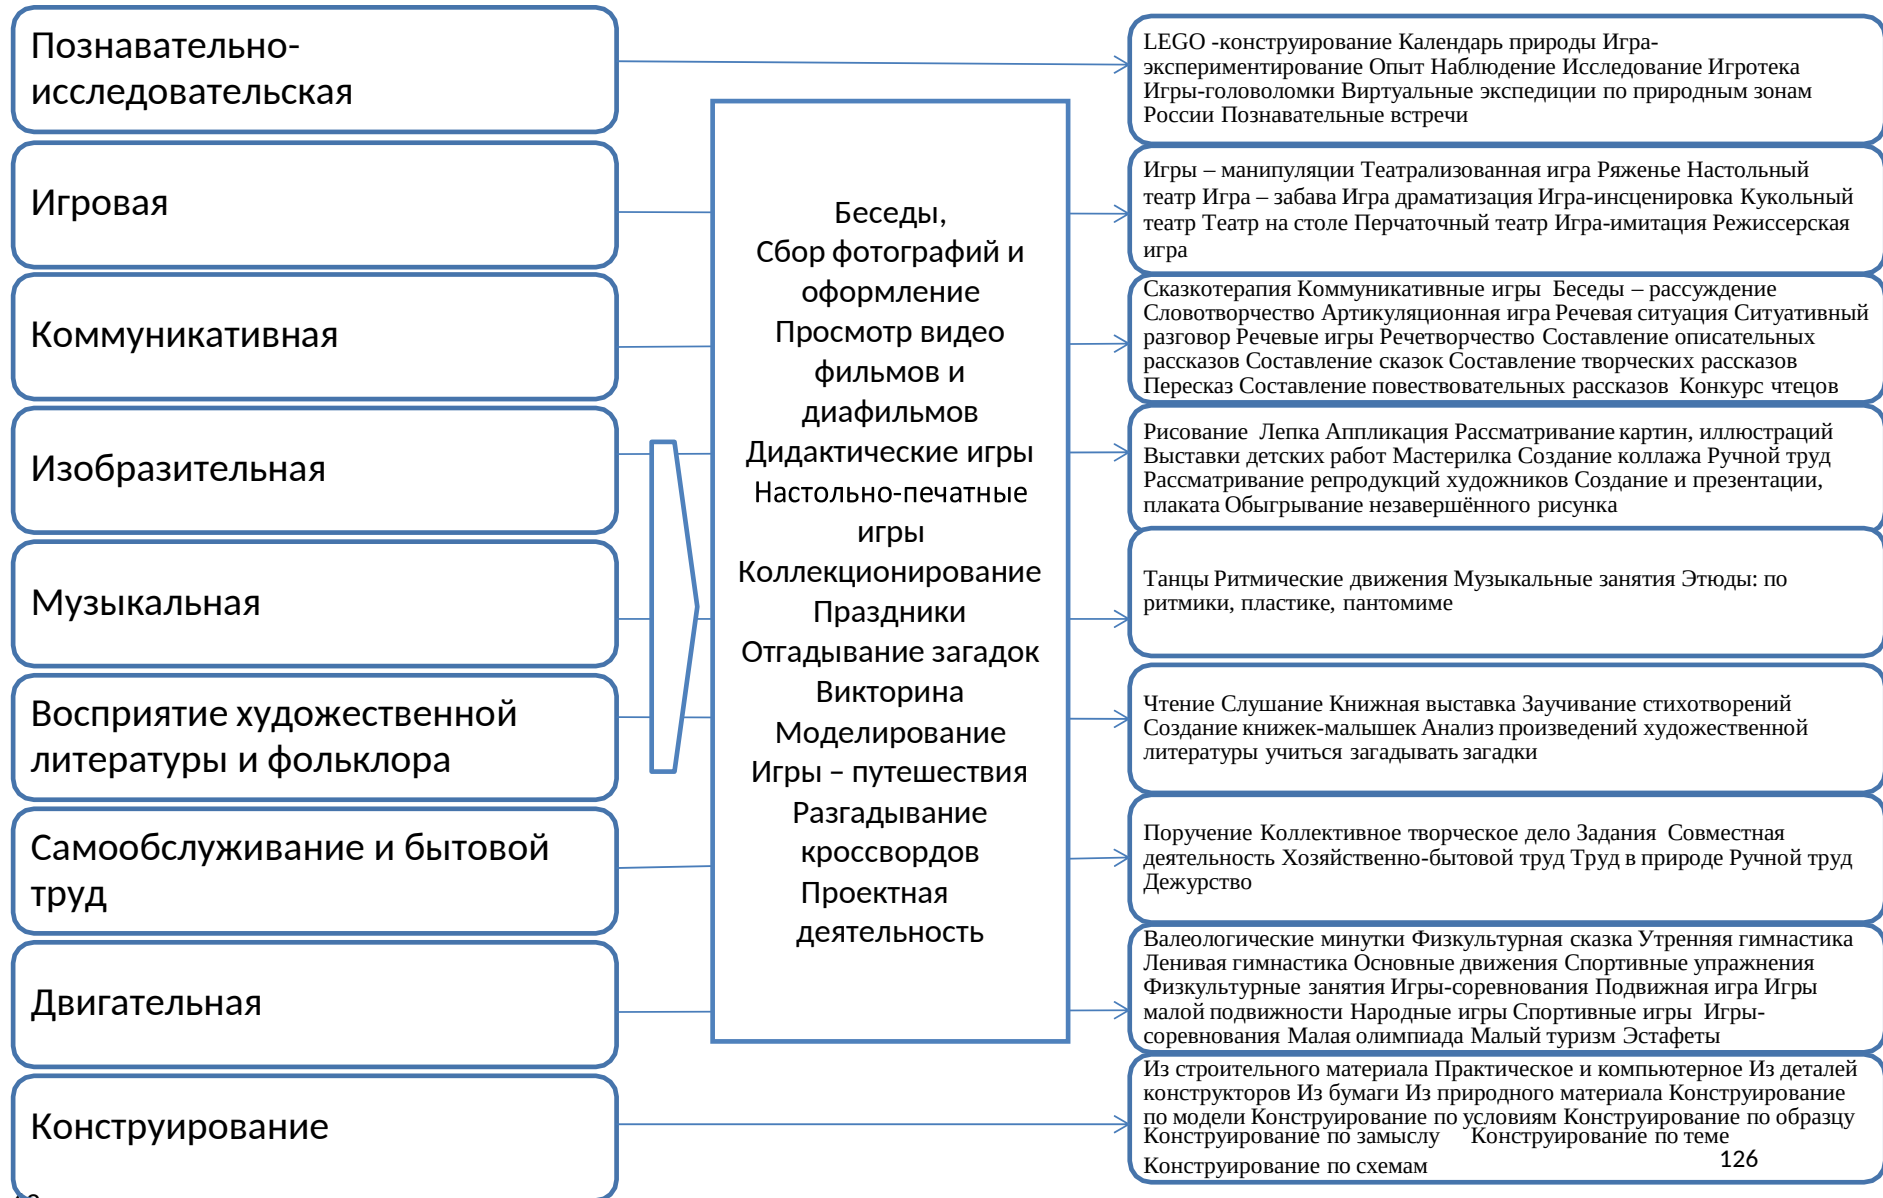 Познавательно-
исследовательская
Игровая
Коммуникативная
Изобразительная
Музыкальная
Восприятие художественной
литературы и фольклора
Самообслуживание и бытовой
труд
Двигательная
Конструирование
Беседы,
Сбор фотографий и
оформление
Просмотр видео
фильмов и
диафильмов
Дидактические игры
Настольно-печатные
игры
Коллекционирование
Праздники
Отгадывание загадок
Викторина
Моделирование
Игры – путешествия
Разгадывание
кроссвордов
Проектная
деятельность
LEGO -конструирование Календарь природы Игра-
экспериментирование Опыт Наблюдение Исследование Игротека
Игры-головоломки Виртуальные экспедиции по природным зонам
России Познавательные встречи
Игры – манипуляции Театрализованная игра Ряженье Настольный
театр Игра – забава Игра драматизация Игра-инсценировка Кукольный
театр Театр на столе Перчаточный театр Игра-имитация Режиссерская
игра
Сказкотерапия Коммуникативные игры  Беседы – рассуждение
Словотворчество Артикуляционная игра Речевая ситуация Ситуативный
разговор Речевые игры Речетворчество Составление описательных
рассказов Составление сказок Составление творческих рассказов
Пересказ Составление повествовательных рассказов  Конкурс чтецов
Рисование  Лепка Аппликация Рассматривание картин, иллюстраций
Выставки детских работ Мастерилка Создание коллажа Ручной труд
Рассматривание репродукций художников Создание и презентации,
плаката Обыгрывание незавершённого рисунка
Танцы Ритмические движения Музыкальные занятия Этюды: по
ритмики, пластике, пантомиме
Чтение Слушание Книжная выставка Заучивание стихотворений
Создание книжек-малышек Анализ произведений художественной
литературы учиться загадывать загадки
Поручение Коллективное творческое дело Задания  Совместная
деятельность Хозяйственно-бытовой труд Труд в природе Ручной труд
Дежурство
Валеологические минутки Физкультурная сказка Утренняя гимнастика
Ленивая гимнастика Основные движения Спортивные упражнения
Физкультурные занятия Игры-соревнования Подвижная игра Игры
малой подвижности Народные игры Спортивные игры  Игры-
соревнования Малая олимпиада Малый туризм Эстафеты
Из строительного материала Практическое и компьютерное Из деталей
конструкторов Из бумаги Из природного материала Конструирование
по модели Конструирование по условиям Конструирование по образцу
Конструирование по замыслу  Конструирование по теме
Конструирование по схемам
126